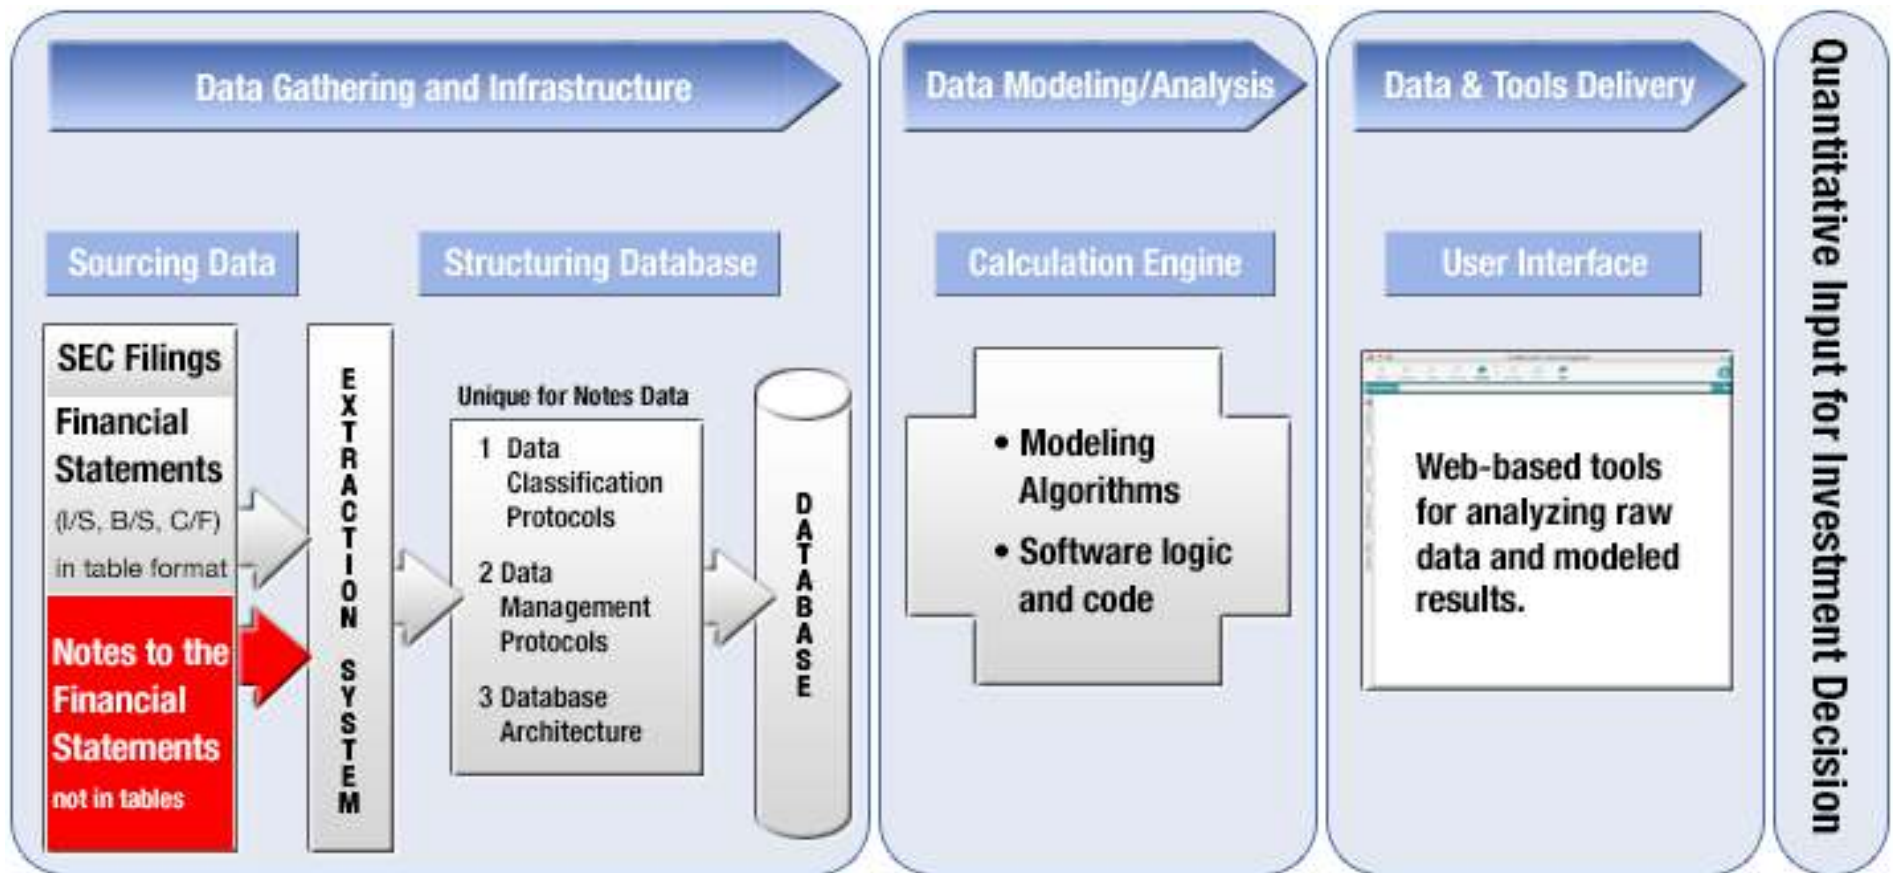 Data Gathering and Infrastructure
Data Modeling/Analysis
Data & Tools Delivery
Quantitative Input for Investment Decision
Sourcing Data
Structuring Database
Calculation Engine
User Interface
SEC Filings
Financial
Statements
(I/S, B/S, C/F)
in table format
Notes to the
Financial
Statements
not in tables
EXTRACTION SYSTEM
Unique for Notes Data
1 Data
Classification
Protocols
2 Data
Management
Protocols
3 Database
Architecture
DATABASE
• Modeling
Algorithms
• Software logic
and code
Web-based tools
for analyzing raw
data and modeled
results.